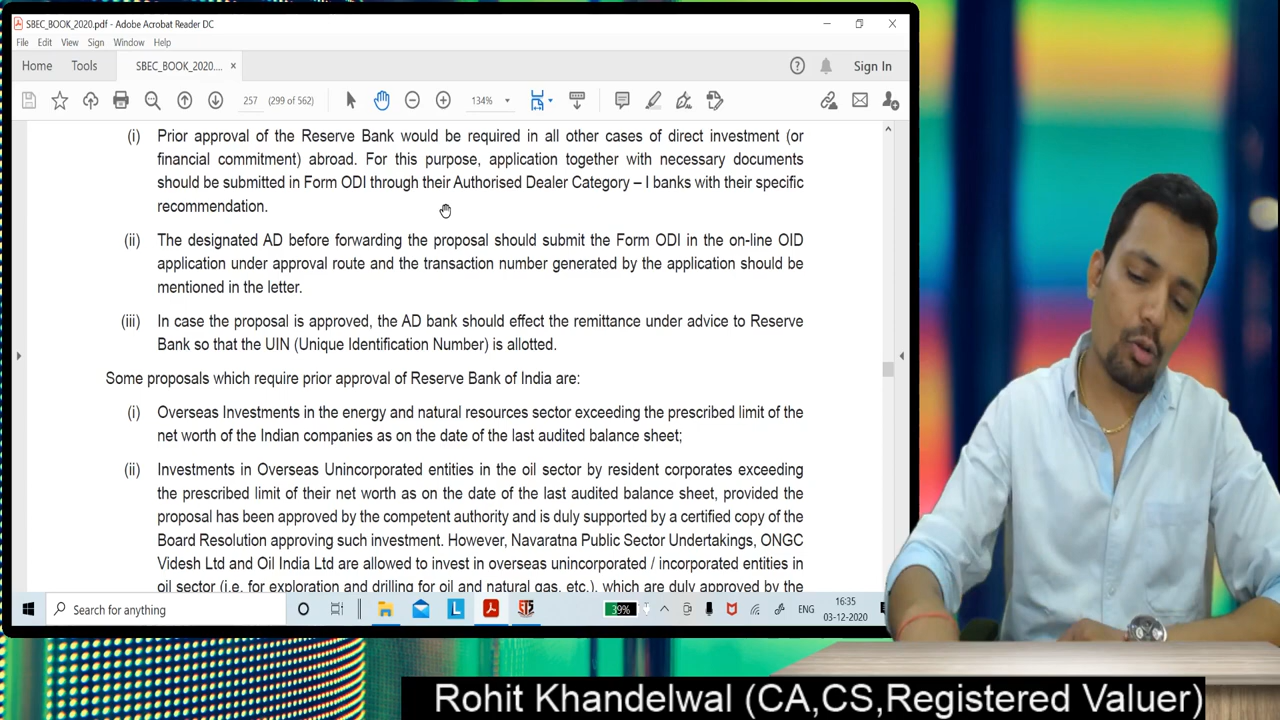 SBEC_BOOK_2020.pdf - Adobe Acrobat Reader DC
File Edit View Sign Window Help
Home Tools SBEC_BOOK_2020.... × Sign In
257 (299 of 562) 134%
(i) Prior approval of the Reserve Bank would be required in all other cases of direct investment (or
financial commitment) abroad. For this purpose, application together with necessary documents
should be submitted in Form ODI through their Authorised Dealer Category – I banks with their specific
recommendation.
(ii) The designated AD before forwarding the proposal should submit the Form ODI in the on-line OID
application under approval route and the transaction number generated by the application should be
mentioned in the letter.
(iii) In case the proposal is approved, the AD bank should effect the remittance under advice to Reserve
Bank so that the UIN (Unique Identification Number) is allotted.
Some proposals which require prior approval of Reserve Bank of India are:
(i) Overseas Investments in the energy and natural resources sector exceeding the prescribed limit of the
net worth of the Indian companies as on the date of the last audited balance sheet;
(ii) Investments in Overseas Unincorporated entities in the oil sector by resident corporates exceeding
the prescribed limit of their net worth as on the date of the last audited balance sheet, provided the
proposal has been approved by the competent authority and is duly supported by a certified copy of the
Board Resolution approving such investment. However, Navaratna Public Sector Undertakings, ONGC
Videsh Ltd and Oil India Ltd are allowed to invest in overseas unincorporated / incorporated entities in
oil sector (i.e. for exploration and drilling for oil and natural gas, etc.), which are duly approved by the
Search for anything L 39% ENG 16:35
03-12-2020
Rohit Khandelwal (CA,CS,Registered Valuer)